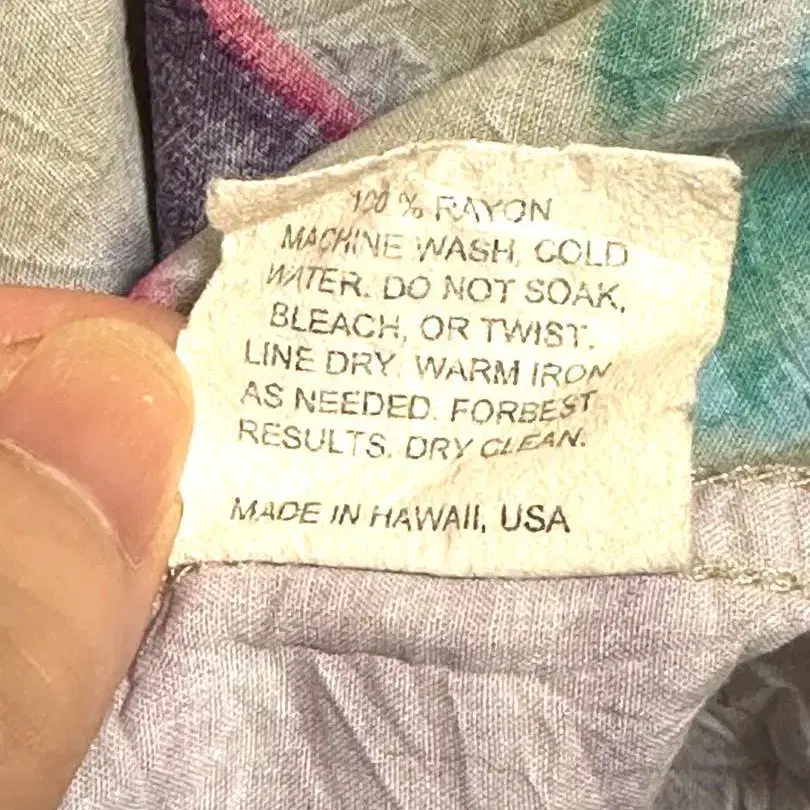 100 % RAYON
MACHINE WASH, COLD
WATER. DO NOT SOAK,
BLEACH, OR TWIST.
LINE DRY. WARM IRON
AS NEEDED. FORBEST
RESULTS. DRY CLEAN.
MADE IN HAWAII, USA